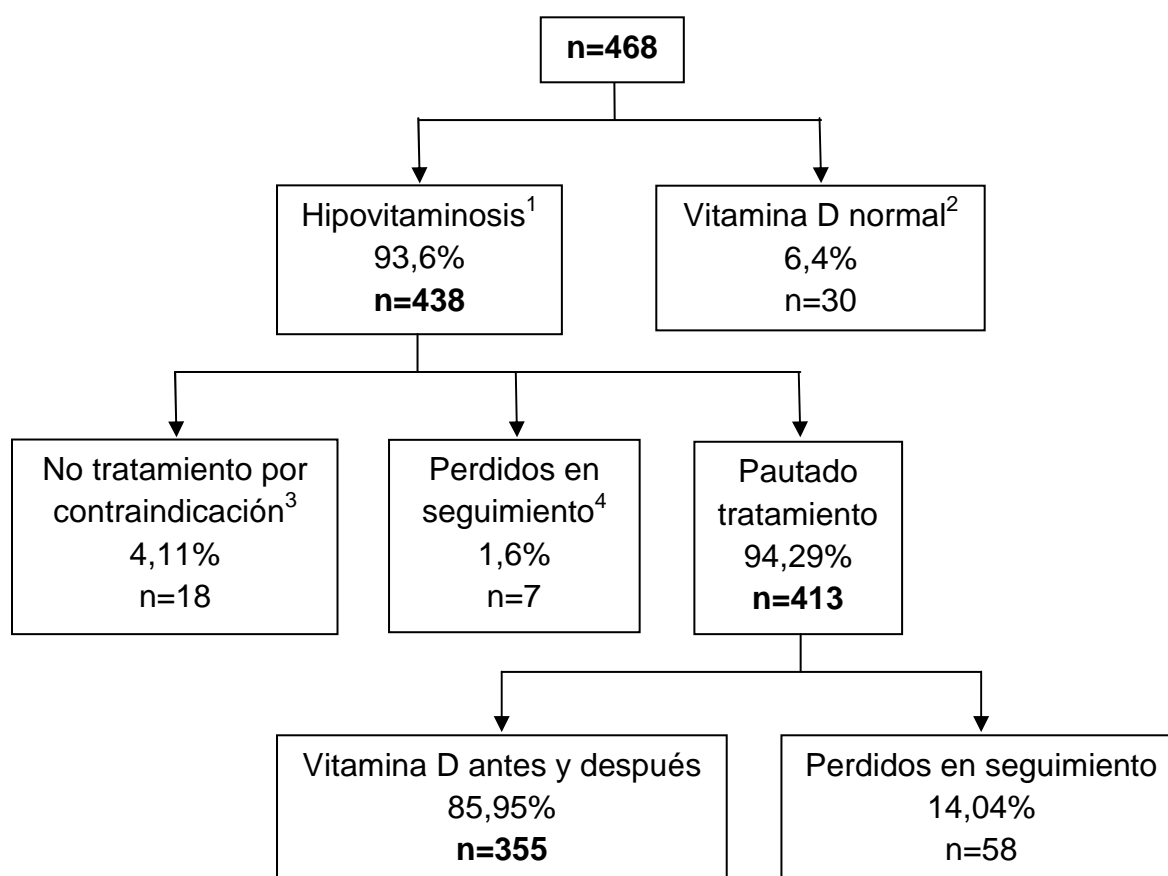 n=468
Hipovitaminosis¹
93,6%
n=438
Vitamina D normal²
6,4%
n=30
No tratamiento por
contraindicación³
4,11%
n=18
Perdidos en
seguimiento⁴
1,6%
n=7
Pautado
tratamiento
94,29%
n=413
Vitamina D antes y después
85,95%
n=355
Perdidos en seguimiento
14,04%
n=58